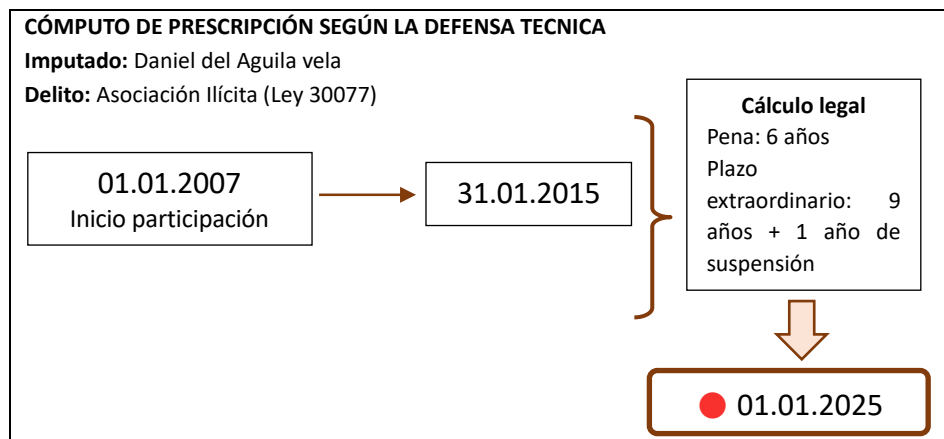 CÓMPUTO DE PRESCRIPCIÓN SEGÚN LA DEFENSA TECNICA
Imputado: Daniel del Aguila vela
Delito: Asociación Ilícita (Ley 30077)
01.01.2007
Inicio participación
31.01.2015
Cálculo legal
Pena: 6 años
Plazo
extraordinario: 9
años + 1 año de
suspensión
01.01.2025